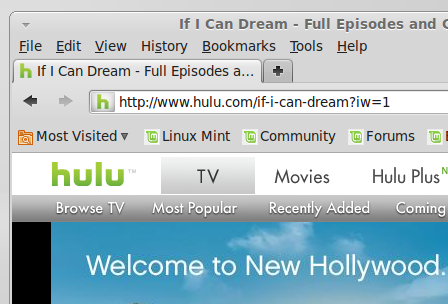 If I Can Dream - Full Episodes and
File Edit View History Bookmarks Tools Help
If I Can Dream - Full Episodes a...
http://www.hulu.com/if-i-can-dream?iw=1
Most Visited Linux Mint Community Forums
hulu™ TV Movies Hulu Plus
Browse TV Most Popular Recently Added Coming
Welcome to New Hollywood.